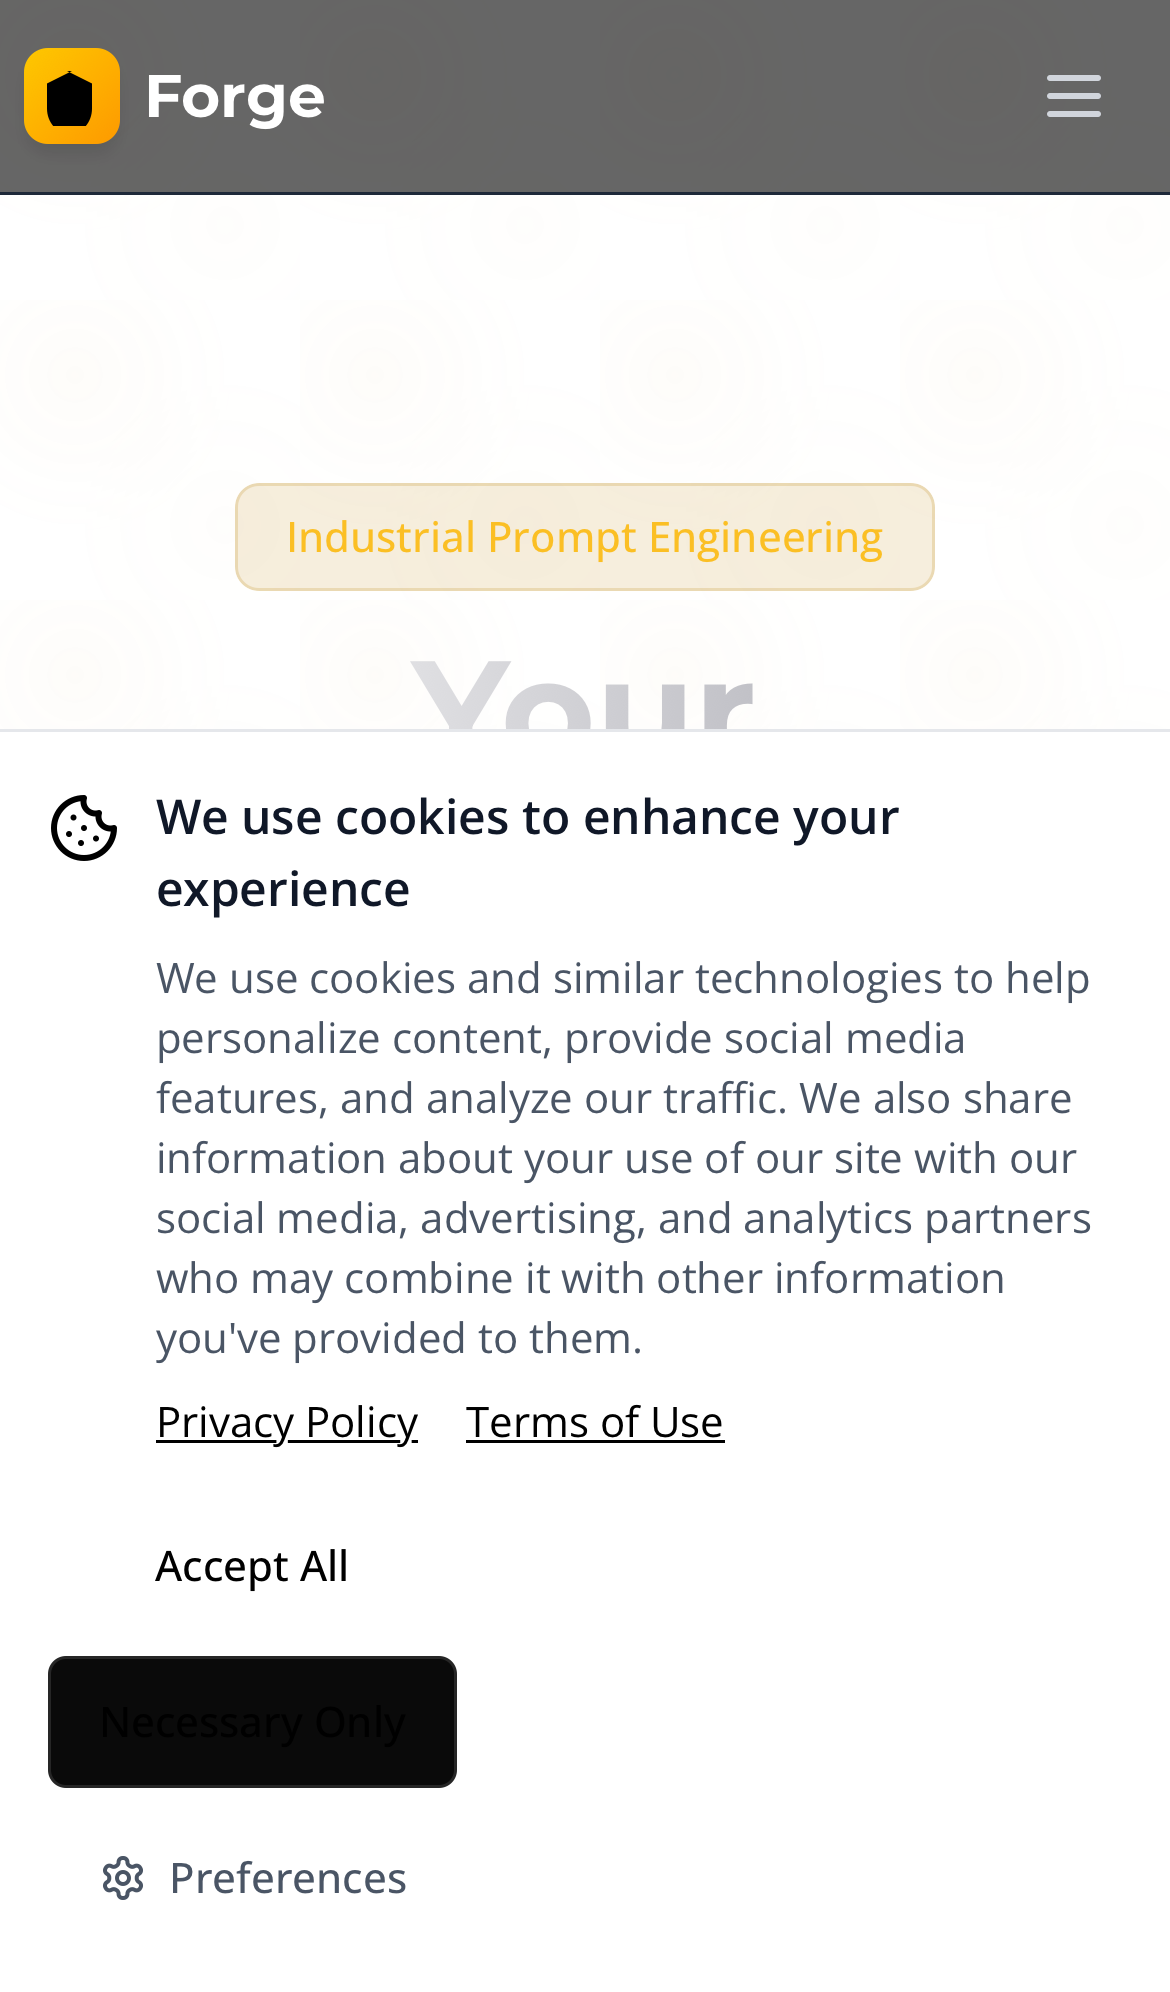 Forge
Industrial Prompt Engineering
Your
We use cookies to enhance your
experience
We use cookies and similar technologies to help
personalize content, provide social media
features, and analyze our traffic. We also share
information about your use of our site with our
social media, advertising, and analytics partners
who may combine it with other information
you've provided to them.
Privacy Policy Terms of Use
Accept All
Necessary Only
Preferences